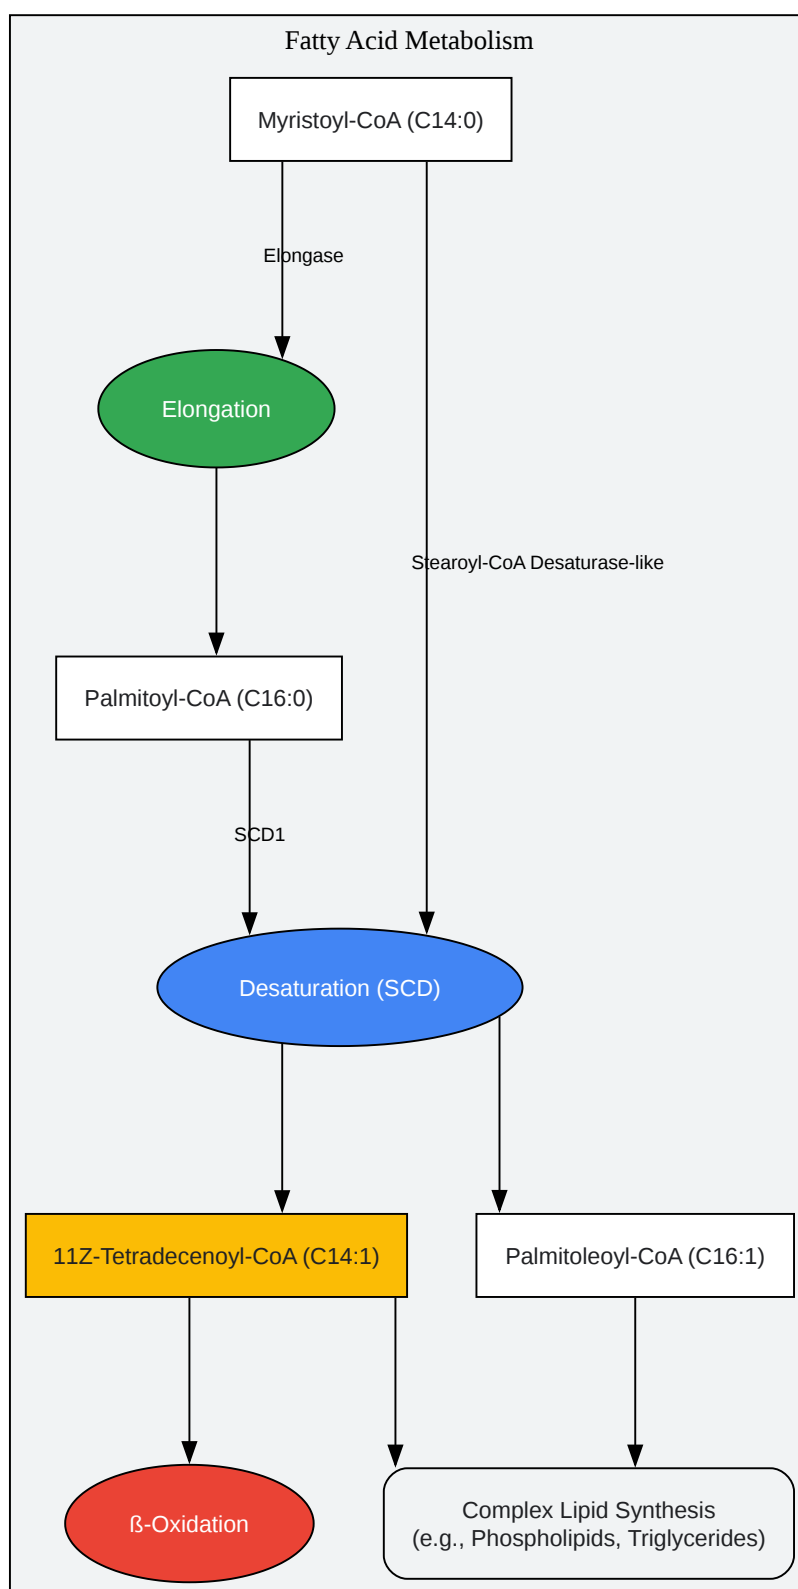 Fatty Acid Metabolism
Myristoyl-CoA (C14:0)
Elongase
Elongation
Stearoyl-CoA Desaturase-like
Palmitoyl-CoA (C16:0)
SCD1
Desaturation (SCD)
11Z-Tetradecenoyl-CoA (C14:1)
Palmitoleoyl-CoA (C16:1)
ß-Oxidation
Complex Lipid Synthesis
(e.g., Phospholipids, Triglycerides)